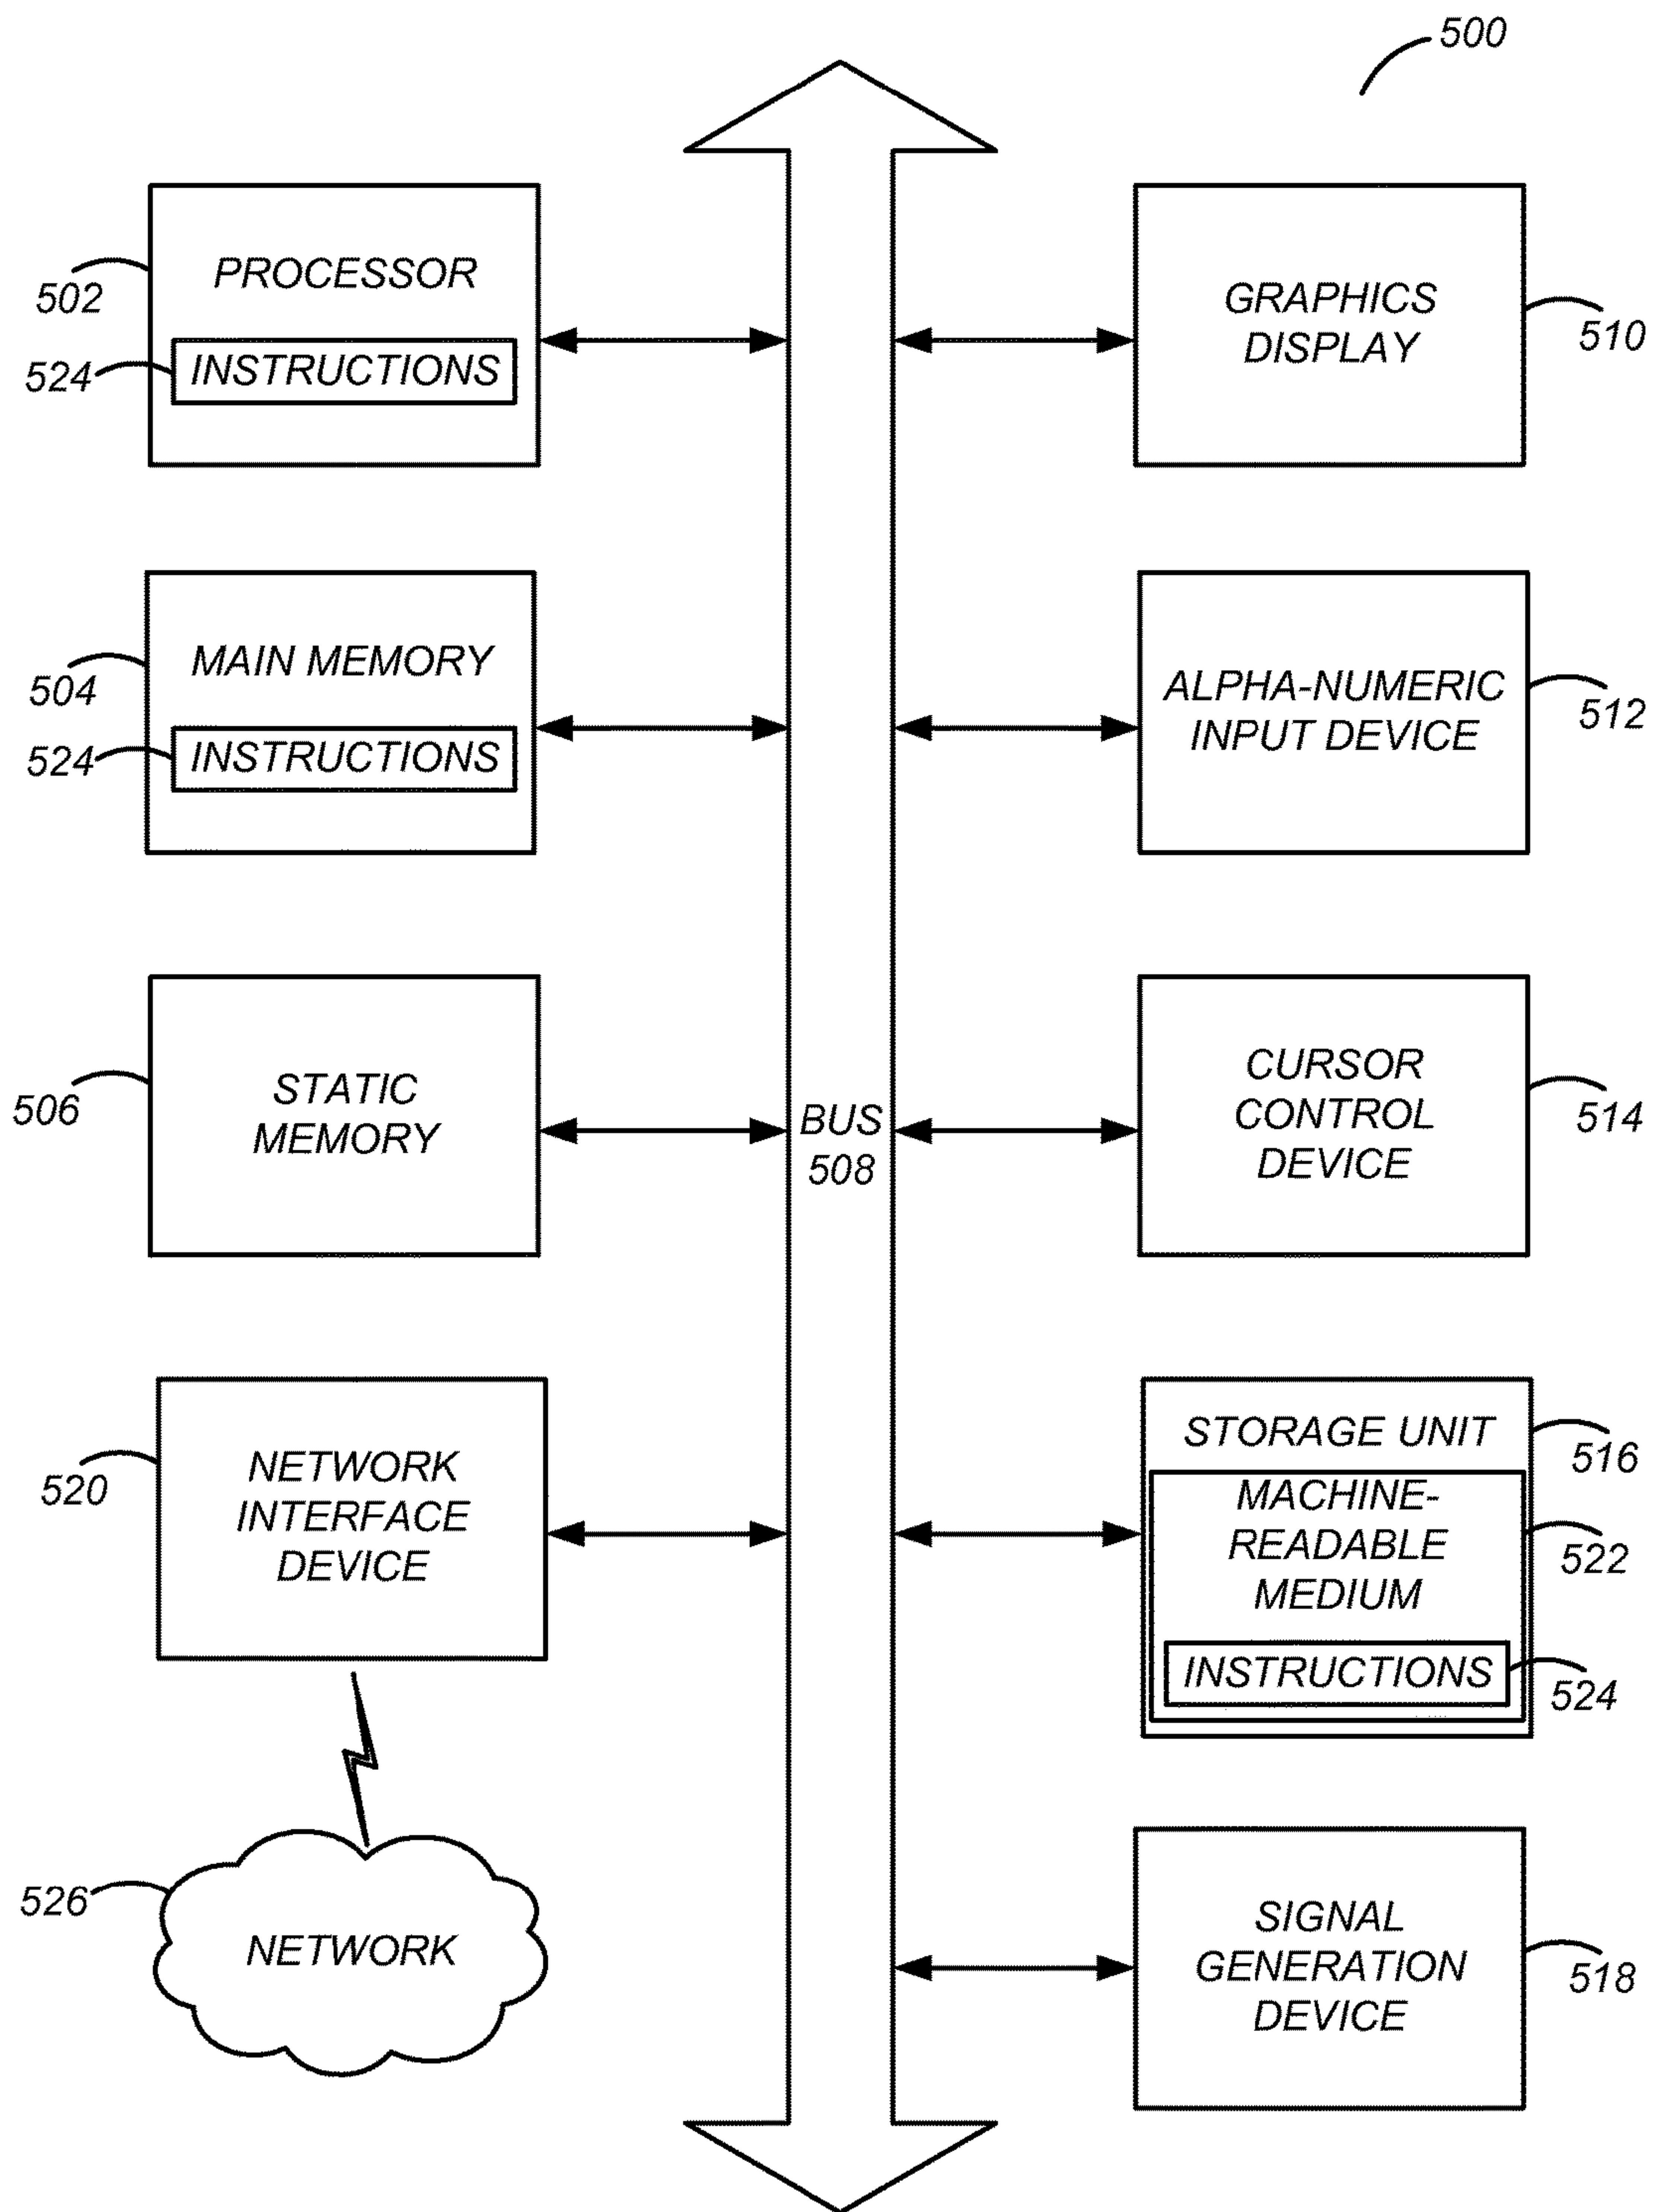 500
PROCESSOR
502
524
INSTRUCTIONS
GRAPHICS
DISPLAY
510
MAIN MEMORY
504
524
INSTRUCTIONS
ALPHA-NUMERIC
INPUT DEVICE
512
STATIC
MEMORY
506
BUS
508
CURSOR
CONTROL
DEVICE
514
NETWORK
INTERFACE
DEVICE
520
STORAGE UNIT
516
MACHINE-
READABLE
MEDIUM
522
INSTRUCTIONS
524
526
NETWORK
SIGNAL
GENERATION
DEVICE
518